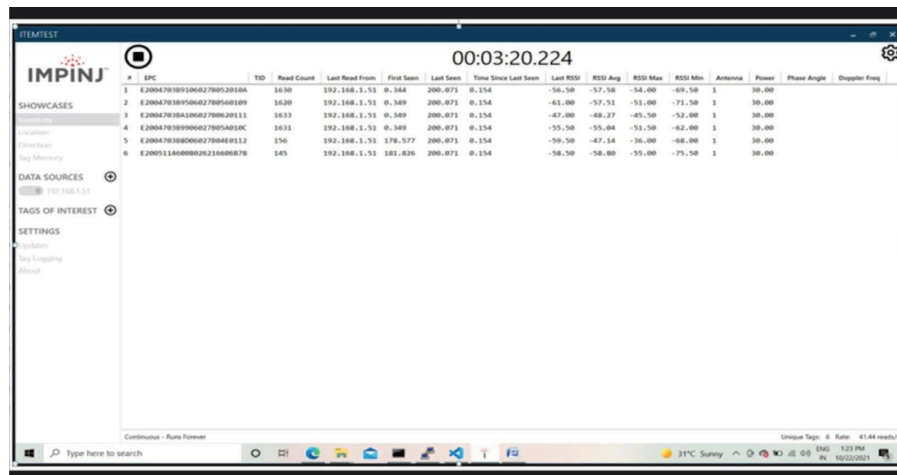 ITEMTEST
IMPINJ
00:03:20.224
SHOWCASES
Inventory
Location
Direction
Tag Memory
DATA SOURCES
192.168.1.51
TAGS OF INTEREST
SETTINGS
Updates
Tag Logging
About
# EPC TID Read Count Last Read From First Seen Last Seen Time Since Last Seen Last RSSI RSSI Avg RSSI Max RSSI Min Antenna Power Phase Angle Doppler Freq
1 E2004703B9106027B052010A 1630 192.168.1.51 0.344 200.071 0.154 -56.50 -57.58 -54.00 -69.50 1 30.00
2 E2004703B9506027B0560109 1620 192.168.1.51 0.349 200.071 0.154 -61.00 -57.51 -51.00 -71.50 1 30.00
3 E20047038A106027B0620111 1633 192.168.1.51 0.349 200.071 0.154 -47.00 -48.27 -45.50 -52.00 1 30.00
4 E2004703B9906027B05A010C 1631 192.168.1.51 0.349 200.071 0.154 -55.50 -55.04 -51.50 -62.00 1 30.00
5 E20047038BD06027B04E0112 156 192.168.1.51 178.577 200.071 0.154 -59.50 -47.14 -36.00 -68.00 1 30.00
6 E20051146008026216606B78 145 192.168.1.51 181.826 200.071 0.154 -58.50 -58.80 -55.00 -75.50 1 30.00
Continuous - Runs Forever
Unique Tags: 6 Rate: 41.44 reads/
Type here to search
31°C Sunny
ENG
IN
1:23 PM
10/22/2021